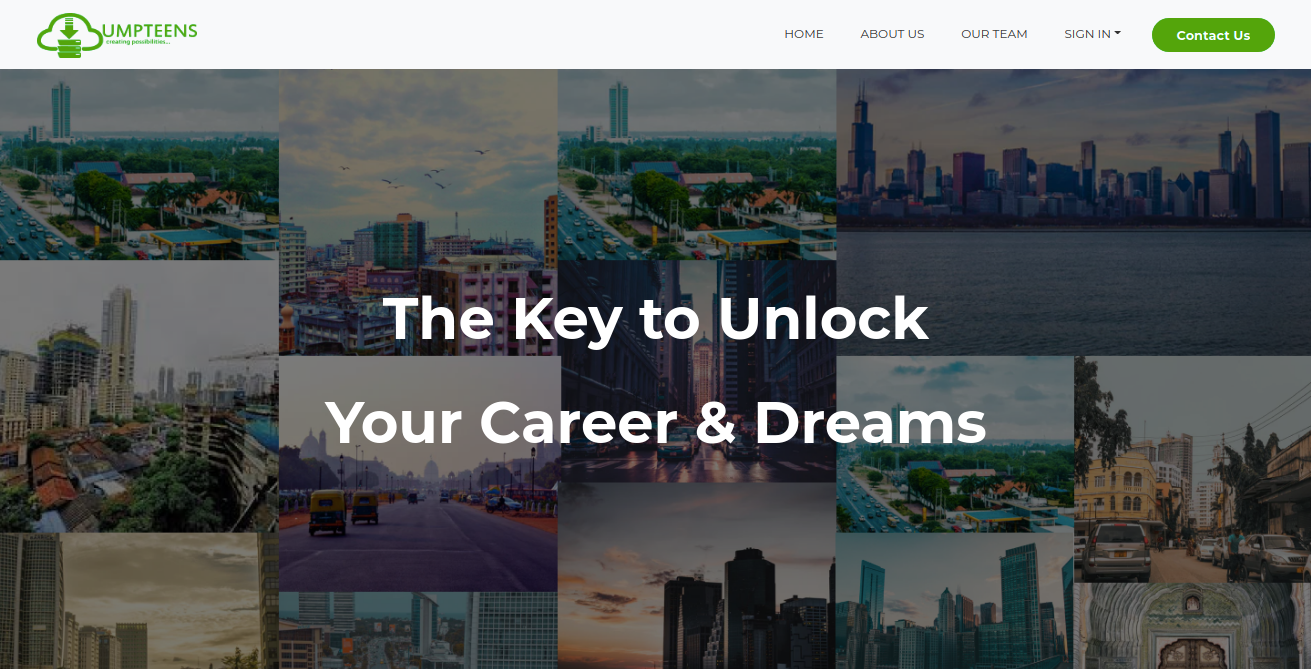 UMPTEENS
creating possibilities...
HOME
ABOUT US
OUR TEAM
SIGN IN
Contact Us
The Key to Unlock
Your Career & Dreams